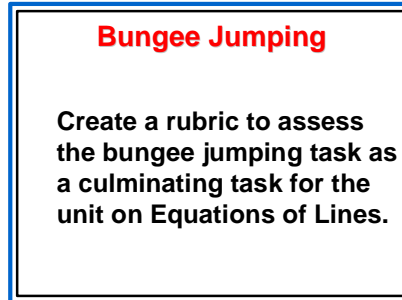 Bungee Jumping
Create a rubric to assess
the bungee jumping task as
a culminating task for the
unit on Equations of Lines.